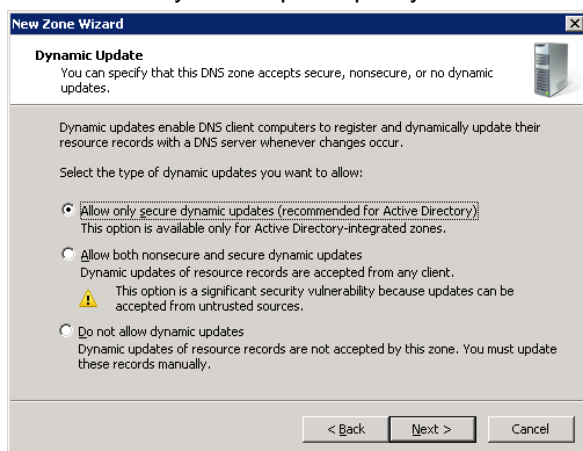 New Zone Wizard
Dynamic Update
You can specify that this DNS zone accepts secure, nonsecure, or no dynamic
updates.
Dynamic updates enable DNS client computers to register and dynamically update their
resource records with a DNS server whenever changes occur.
Select the type of dynamic updates you want to allow:
Allow only secure dynamic updates (recommended for Active Directory)
This option is available only for Active Directory-integrated zones.
Allow both nonsecure and secure dynamic updates
Dynamic updates of resource records are accepted from any client.
This option is a significant security vulnerability because updates can be
accepted from untrusted sources.
Do not allow dynamic updates
Dynamic updates of resource records are not accepted by this zone. You must update
these records manually.
< Back Next > Cancel